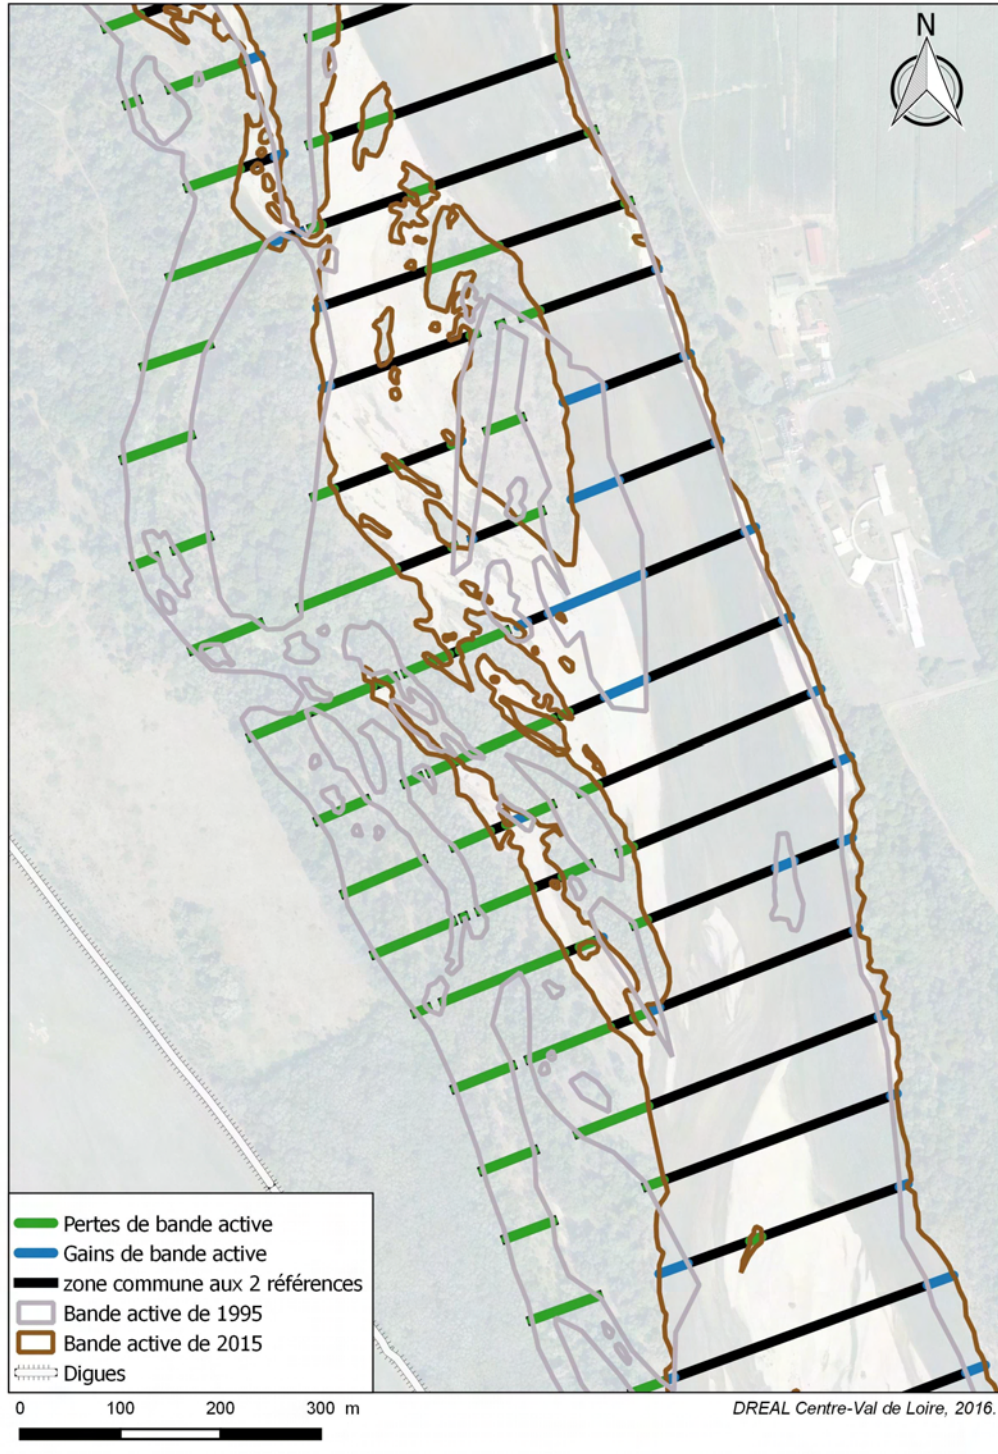 N
Pertes de bande active
Gains de bande active
zone commune aux 2 références
Bande active de 1995
Bande active de 2015
Digues
0 100 200 300 m
DREAL Centre-Val de Loire, 2016.